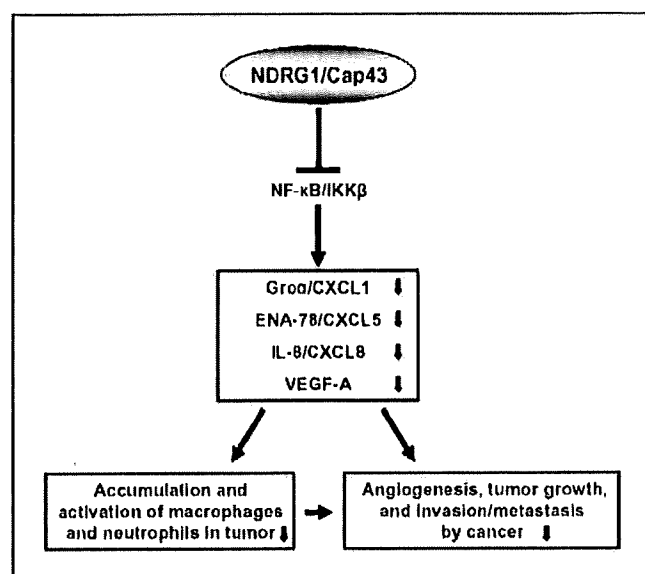 NDRG1/Cap43
NF-κB/IKKβ
Groα/CXCL1 ⬇
ENA-78/CXCL5 ⬇
IL-8/CXCL8 ⬇
VEGF-A ⬇
Accumulation and
activation of macrophages
and neutrophils in tumor ⬇
Angiogenesis, tumor growth,
and invasion/metastasis
by cancer ⬇